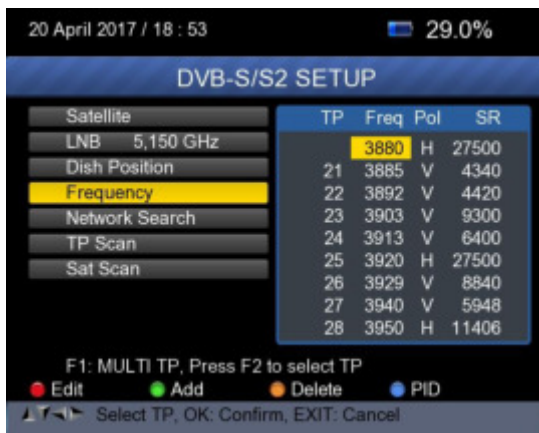 20 April 2017 / 18 : 53 29.0%
DVB-S/S2 SETUP
Satellite
LNB 5,150 GHz
Dish Position
Frequency
Network Search
TP Scan
Sat Scan
TP Freq Pol SR
3880 H 27500
21 3885 V 4340
22 3892 V 4420
23 3903 V 9300
24 3913 V 6400
25 3920 H 27500
26 3929 V 8840
27 3940 V 5948
28 3950 H 11406
F1: MULTI TP, Press F2 to select TP
Edit Add Delete PID
Select TP, OK: Confirm, EXIT: Cancel